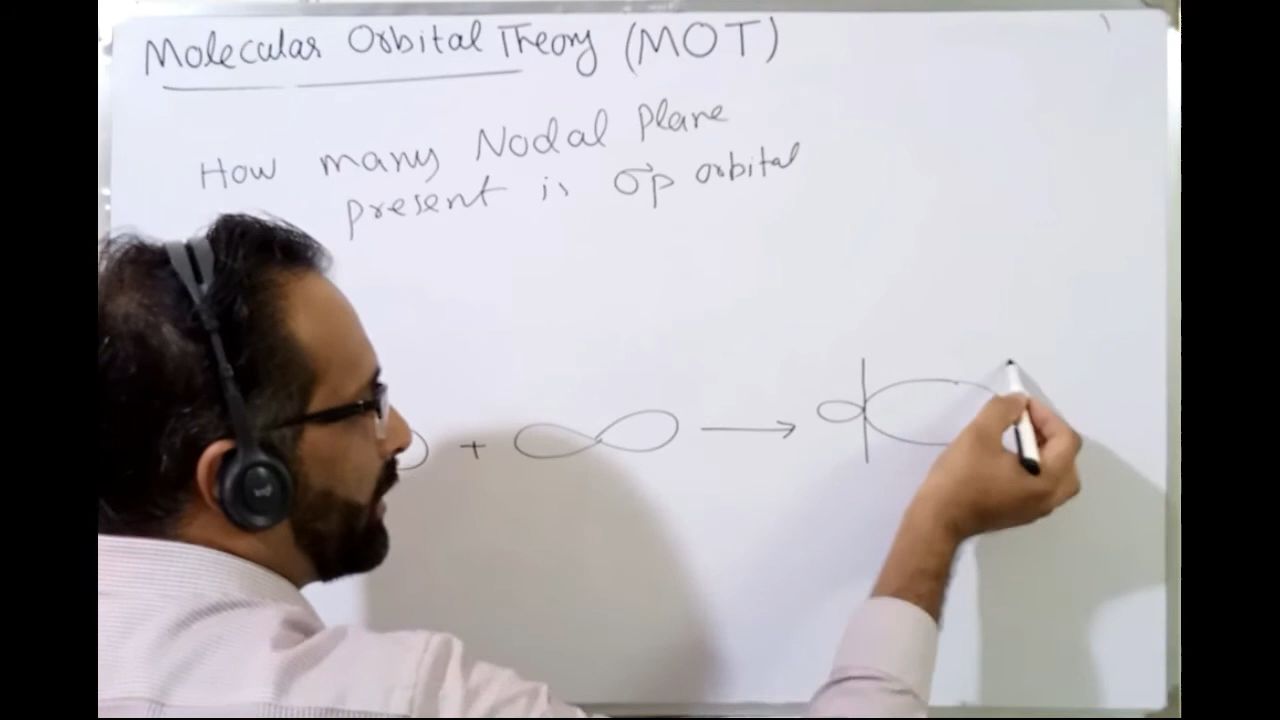 Molecular Orbital Theory (MOT)
How many Nodal Plane
present is σp orbital
+